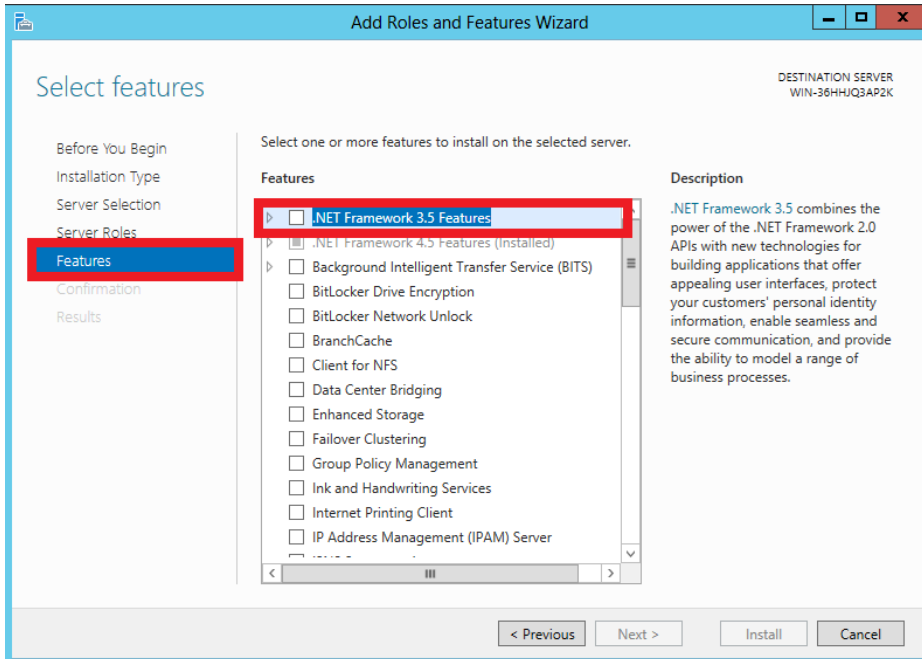 Add Roles and Features Wizard
Select features
DESTINATION SERVER
WIN-36HHJQ3AP2K
Before You Begin
Installation Type
Server Selection
Server Roles
Features
Confirmation
Results
Select one or more features to install on the selected server.
Features
.NET Framework 3.5 Features
.NET Framework 4.5 Features (Installed)
Background Intelligent Transfer Service (BITS)
BitLocker Drive Encryption
BitLocker Network Unlock
BranchCache
Client for NFS
Data Center Bridging
Enhanced Storage
Failover Clustering
Group Policy Management
Ink and Handwriting Services
Internet Printing Client
IP Address Management (IPAM) Server
Description
.NET Framework 3.5 combines the
power of the .NET Framework 2.0
APIs with new technologies for
building applications that offer
appealing user interfaces, protect
your customers' personal identity
information, enable seamless and
secure communication, and provide
the ability to model a range of
business processes.
< Previous
Next >
Install
Cancel